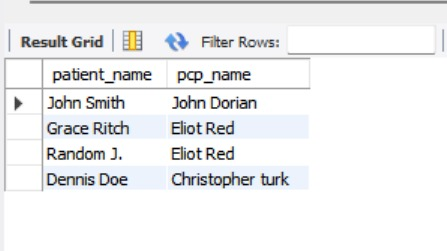 Result Grid Filter Rows:
patient_name pcp_name
John Smith John Dorian
Grace Ritch Eliot Red
Random J. Eliot Red
Dennis Doe Christopher turk